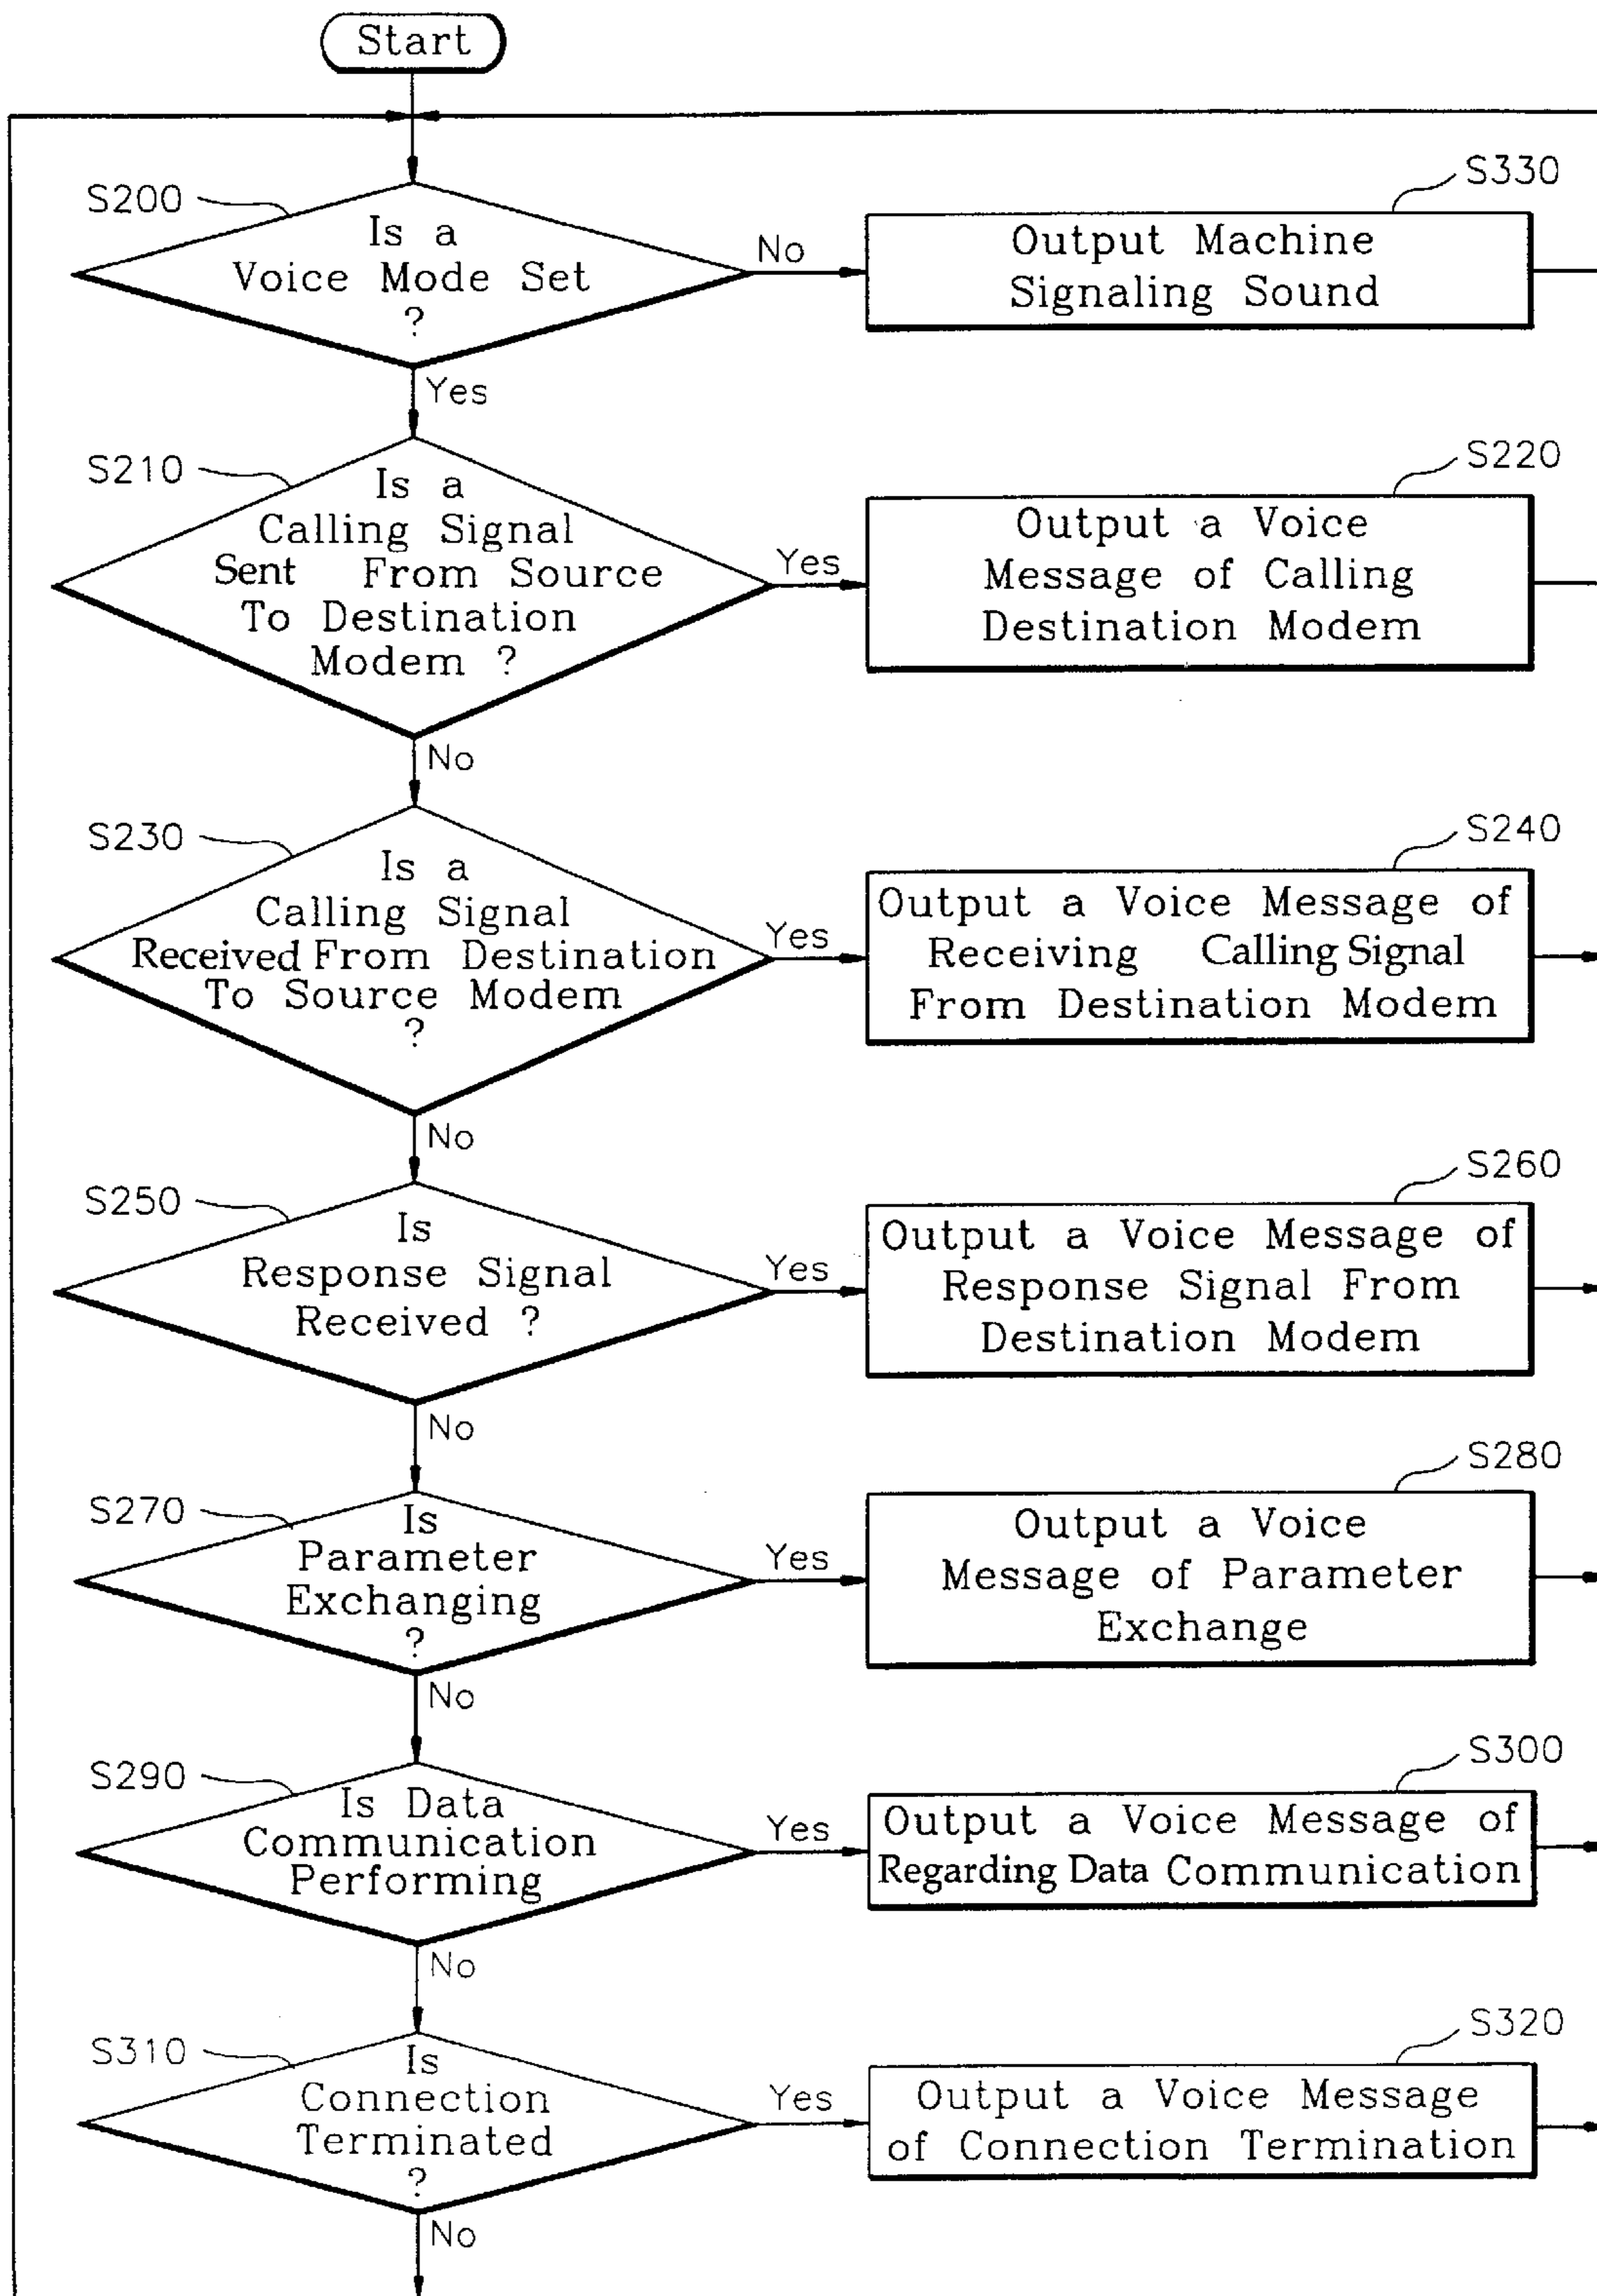 Start
S200
Is a
Voice Mode Set
?
No
S330
Output Machine
Signaling Sound
Yes
S210
Is a
Calling Signal
Sent From Source
To Destination
Modem ?
Yes
S220
Output a Voice
Message of Calling
Destination Modem
No
S230
Is a
Calling Signal
Received From Destination
To Source Modem
?
Yes
S240
Output a Voice Message of
Receiving Calling Signal
From Destination Modem
No
S250
Is
Response Signal
Received ?
Yes
S260
Output a Voice Message of
Response Signal From
Destination Modem
No
S270
Is
Parameter
Exchanging
?
Yes
S280
Output a Voice
Message of Parameter
Exchange
No
S290
Is Data
Communication
Performing
Yes
S300
Output a Voice Message of
Regarding Data Communication
No
S310
Is
Connection
Terminated
?
Yes
S320
Output a Voice Message
of Connection Termination
No